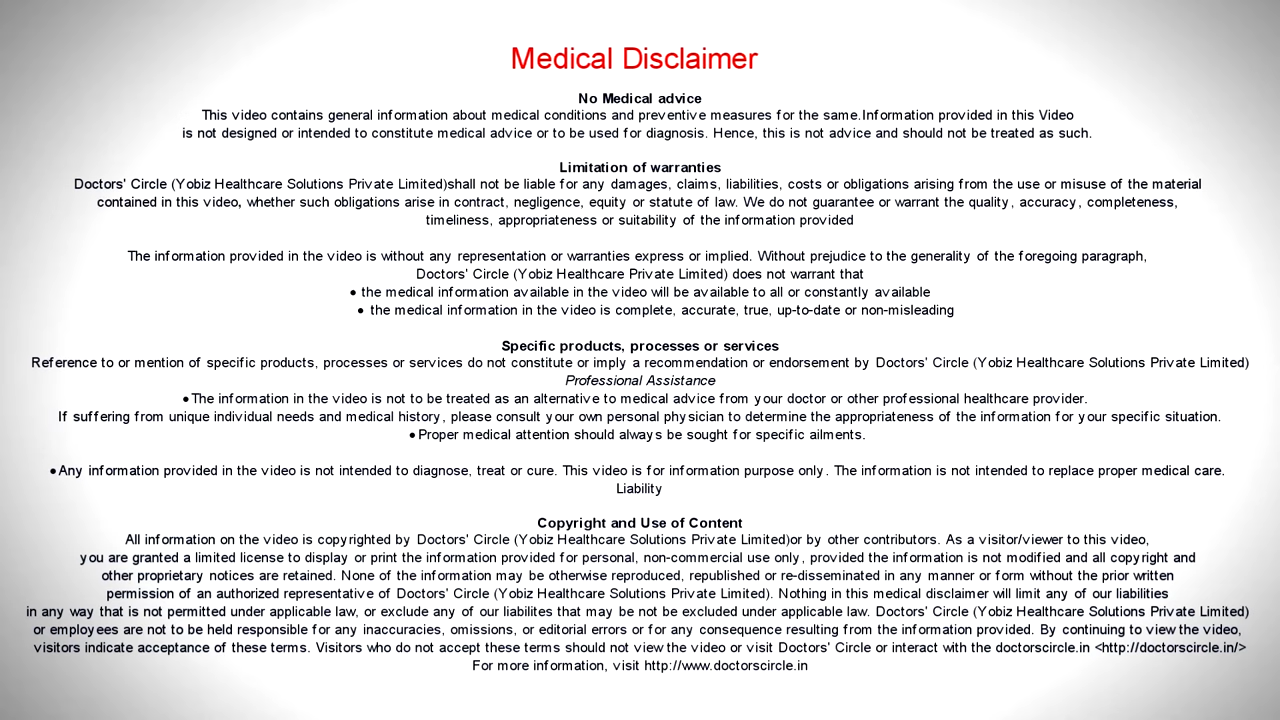 Medical Disclaimer
No Medical advice
This video contains general information about medical conditions and preventive measures for the same.Information provided in this Video
is not designed or intended to constitute medical advice or to be used for diagnosis. Hence, this is not advice and should not be treated as such.
Limitation of warranties
Doctors' Circle (Yobiz Healthcare Solutions Private Limited)shall not be liable for any damages, claims, liabilities, costs or obligations arising from the use or misuse of the material
contained in this video, whether such obligations arise in contract, negligence, equity or statute of law. We do not guarantee or warrant the quality, accuracy, completeness,
timeliness, appropriateness or suitability of the information provided
The information provided in the video is without any representation or warranties express or implied. Without prejudice to the generality of the foregoing paragraph,
Doctors' Circle (Yobiz Healthcare Private Limited) does not warrant that
• the medical information available in the video will be available to all or constantly available
• the medical information in the video is complete, accurate, true, up-to-date or non-misleading
Specific products, processes or services
Reference to or mention of specific products, processes or services do not constitute or imply a recommendation or endorsement by Doctors' Circle (Yobiz Healthcare Solutions Private Limited)
Professional Assistance
•The information in the video is not to be treated as an alternative to medical advice from your doctor or other professional healthcare provider.
If suffering from unique individual needs and medical history, please consult your own personal physician to determine the appropriateness of the information for your specific situation.
•Proper medical attention should always be sought for specific ailments.
•Any information provided in the video is not intended to diagnose, treat or cure. This video is for information purpose only. The information is not intended to replace proper medical care.
Liability
Copyright and Use of Content
All information on the video is copyrighted by Doctors' Circle (Yobiz Healthcare Solutions Private Limited)or by other contributors. As a visitor/viewer to this video,
you are granted a limited license to display or print the information provided for personal, non-commercial use only, provided the information is not modified and all copyright and
other proprietary notices are retained. None of the information may be otherwise reproduced, republished or re-disseminated in any manner or form without the prior written
permission of an authorized representative of Doctors' Circle (Yobiz Healthcare Solutions Private Limited). Nothing in this medical disclaimer will limit any of our liabilities
in any way that is not permitted under applicable law, or exclude any of our liabilites that may be not be excluded under applicable law. Doctors' Circle (Yobiz Healthcare Solutions Private Limited)
or employees are not to be held responsible for any inaccuracies, omissions, or editorial errors or for any consequence resulting from the information provided. By continuing to view the video,
visitors indicate acceptance of these terms. Visitors who do not accept these terms should not view the video or visit Doctors' Circle or interact with the doctorscircle.in <http://doctorscircle.in/>
For more information, visit http://www.doctorscircle.in